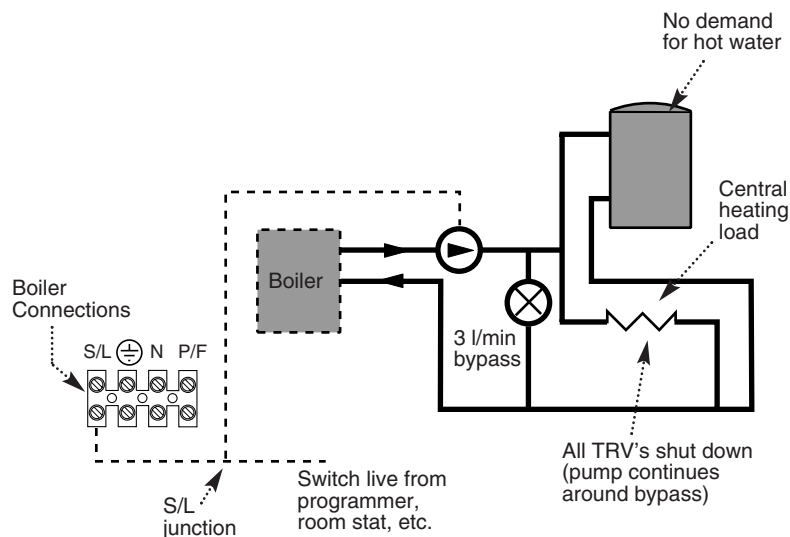 No demand
for hot water
Central
heating
load
Boiler
Boiler
Connections
S/L N P/F
3 l/min
bypass
All TRV's shut down
(pump continues
around bypass)
Switch live from
programmer,
room stat, etc.
S/L
junction